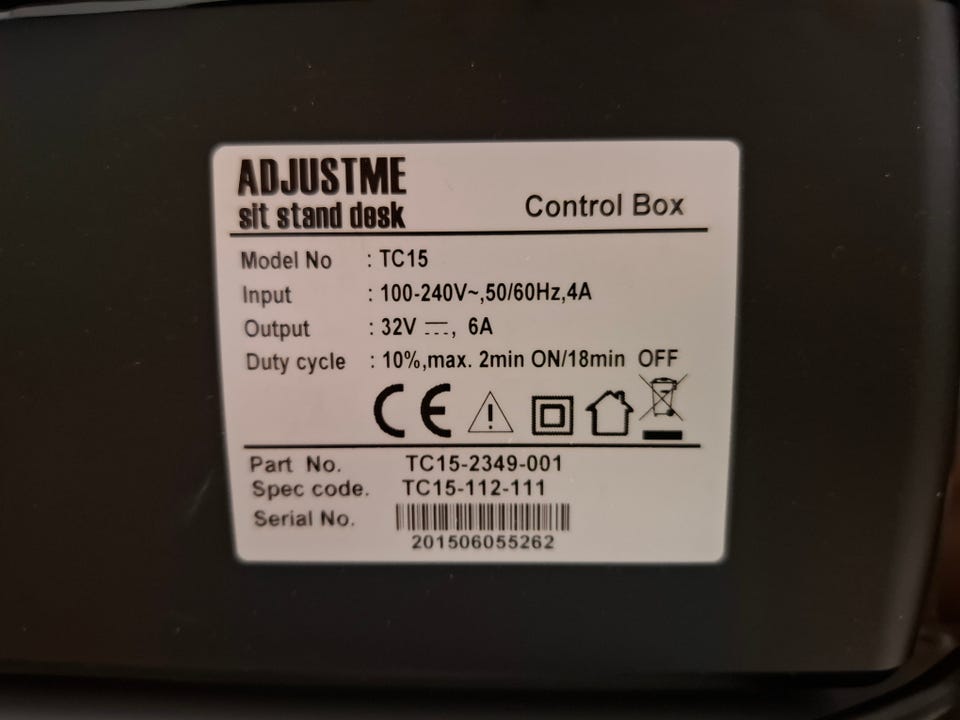 ADJUSTME
sit stand desk
Control Box
Model No : TC15
Input : 100-240V~,50/60Hz,4A
Output : 32V ⎓, 6A
Duty cycle : 10%,max. 2min ON/18min OFF
CE
Part No. TC15-2349-001
Spec code. TC15-112-111
Serial No.
201506055262